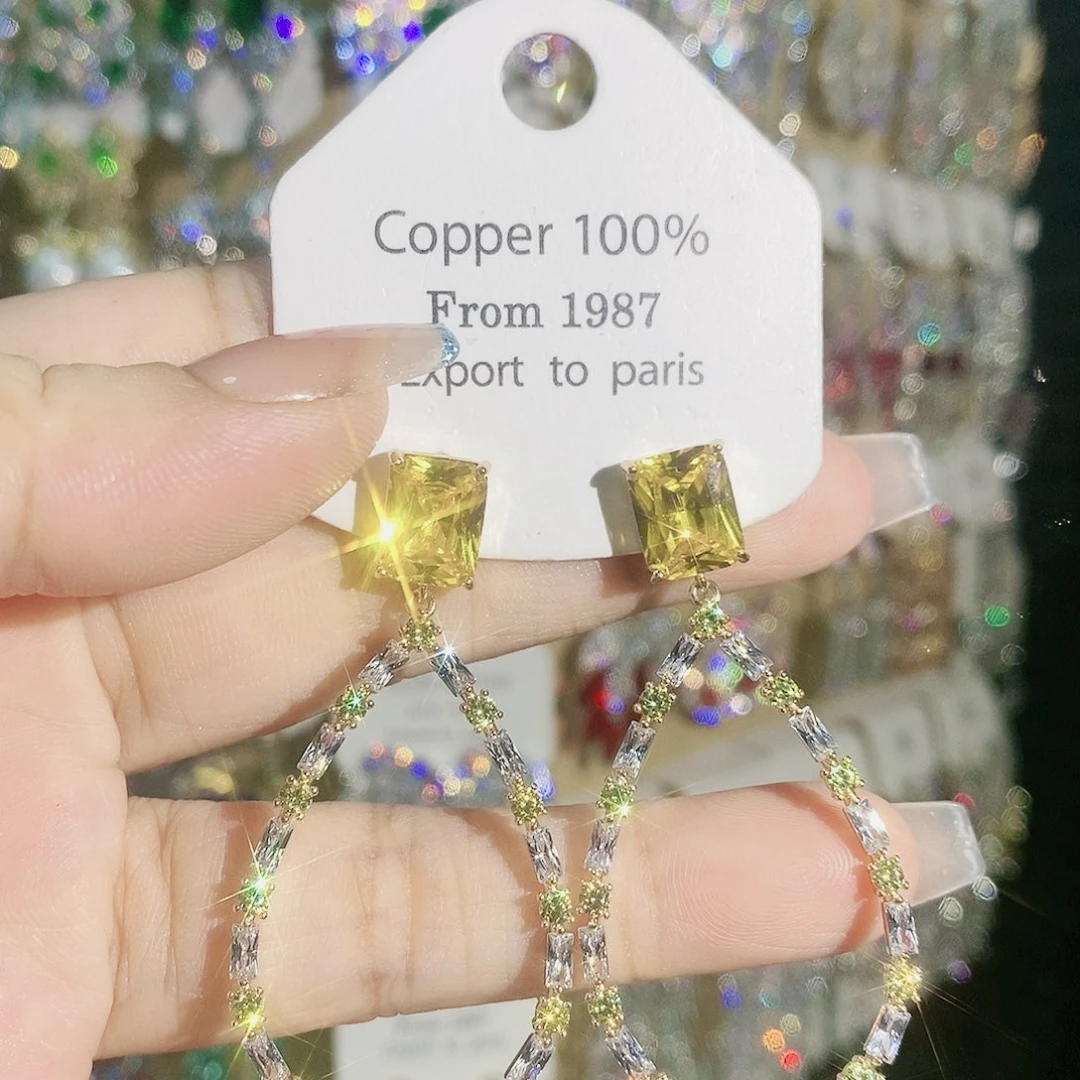 Copper 100%
From 1987
Export to paris